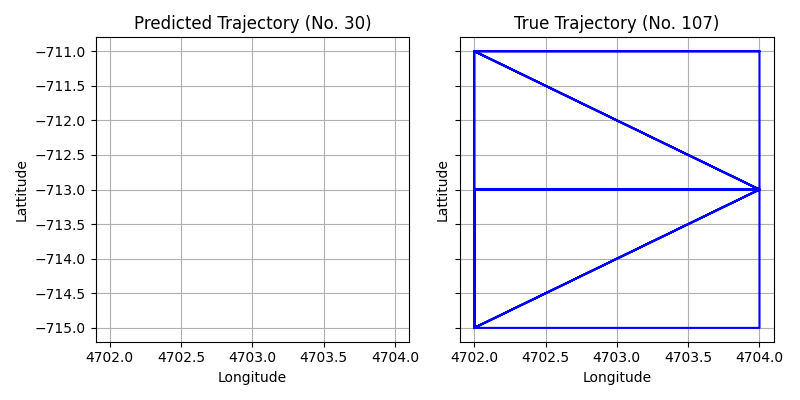 Predicted Trajectory (No. 30)
True Trajectory (No. 107)
−711.0
−711.5
−712.0
−712.5
−713.0
−713.5
−714.0
−714.5
−715.0
Lattitude
Lattitude
4702.0 4702.5 4703.0 4703.5 4704.0
4702.0 4702.5 4703.0 4703.5 4704.0
Longitude
Longitude